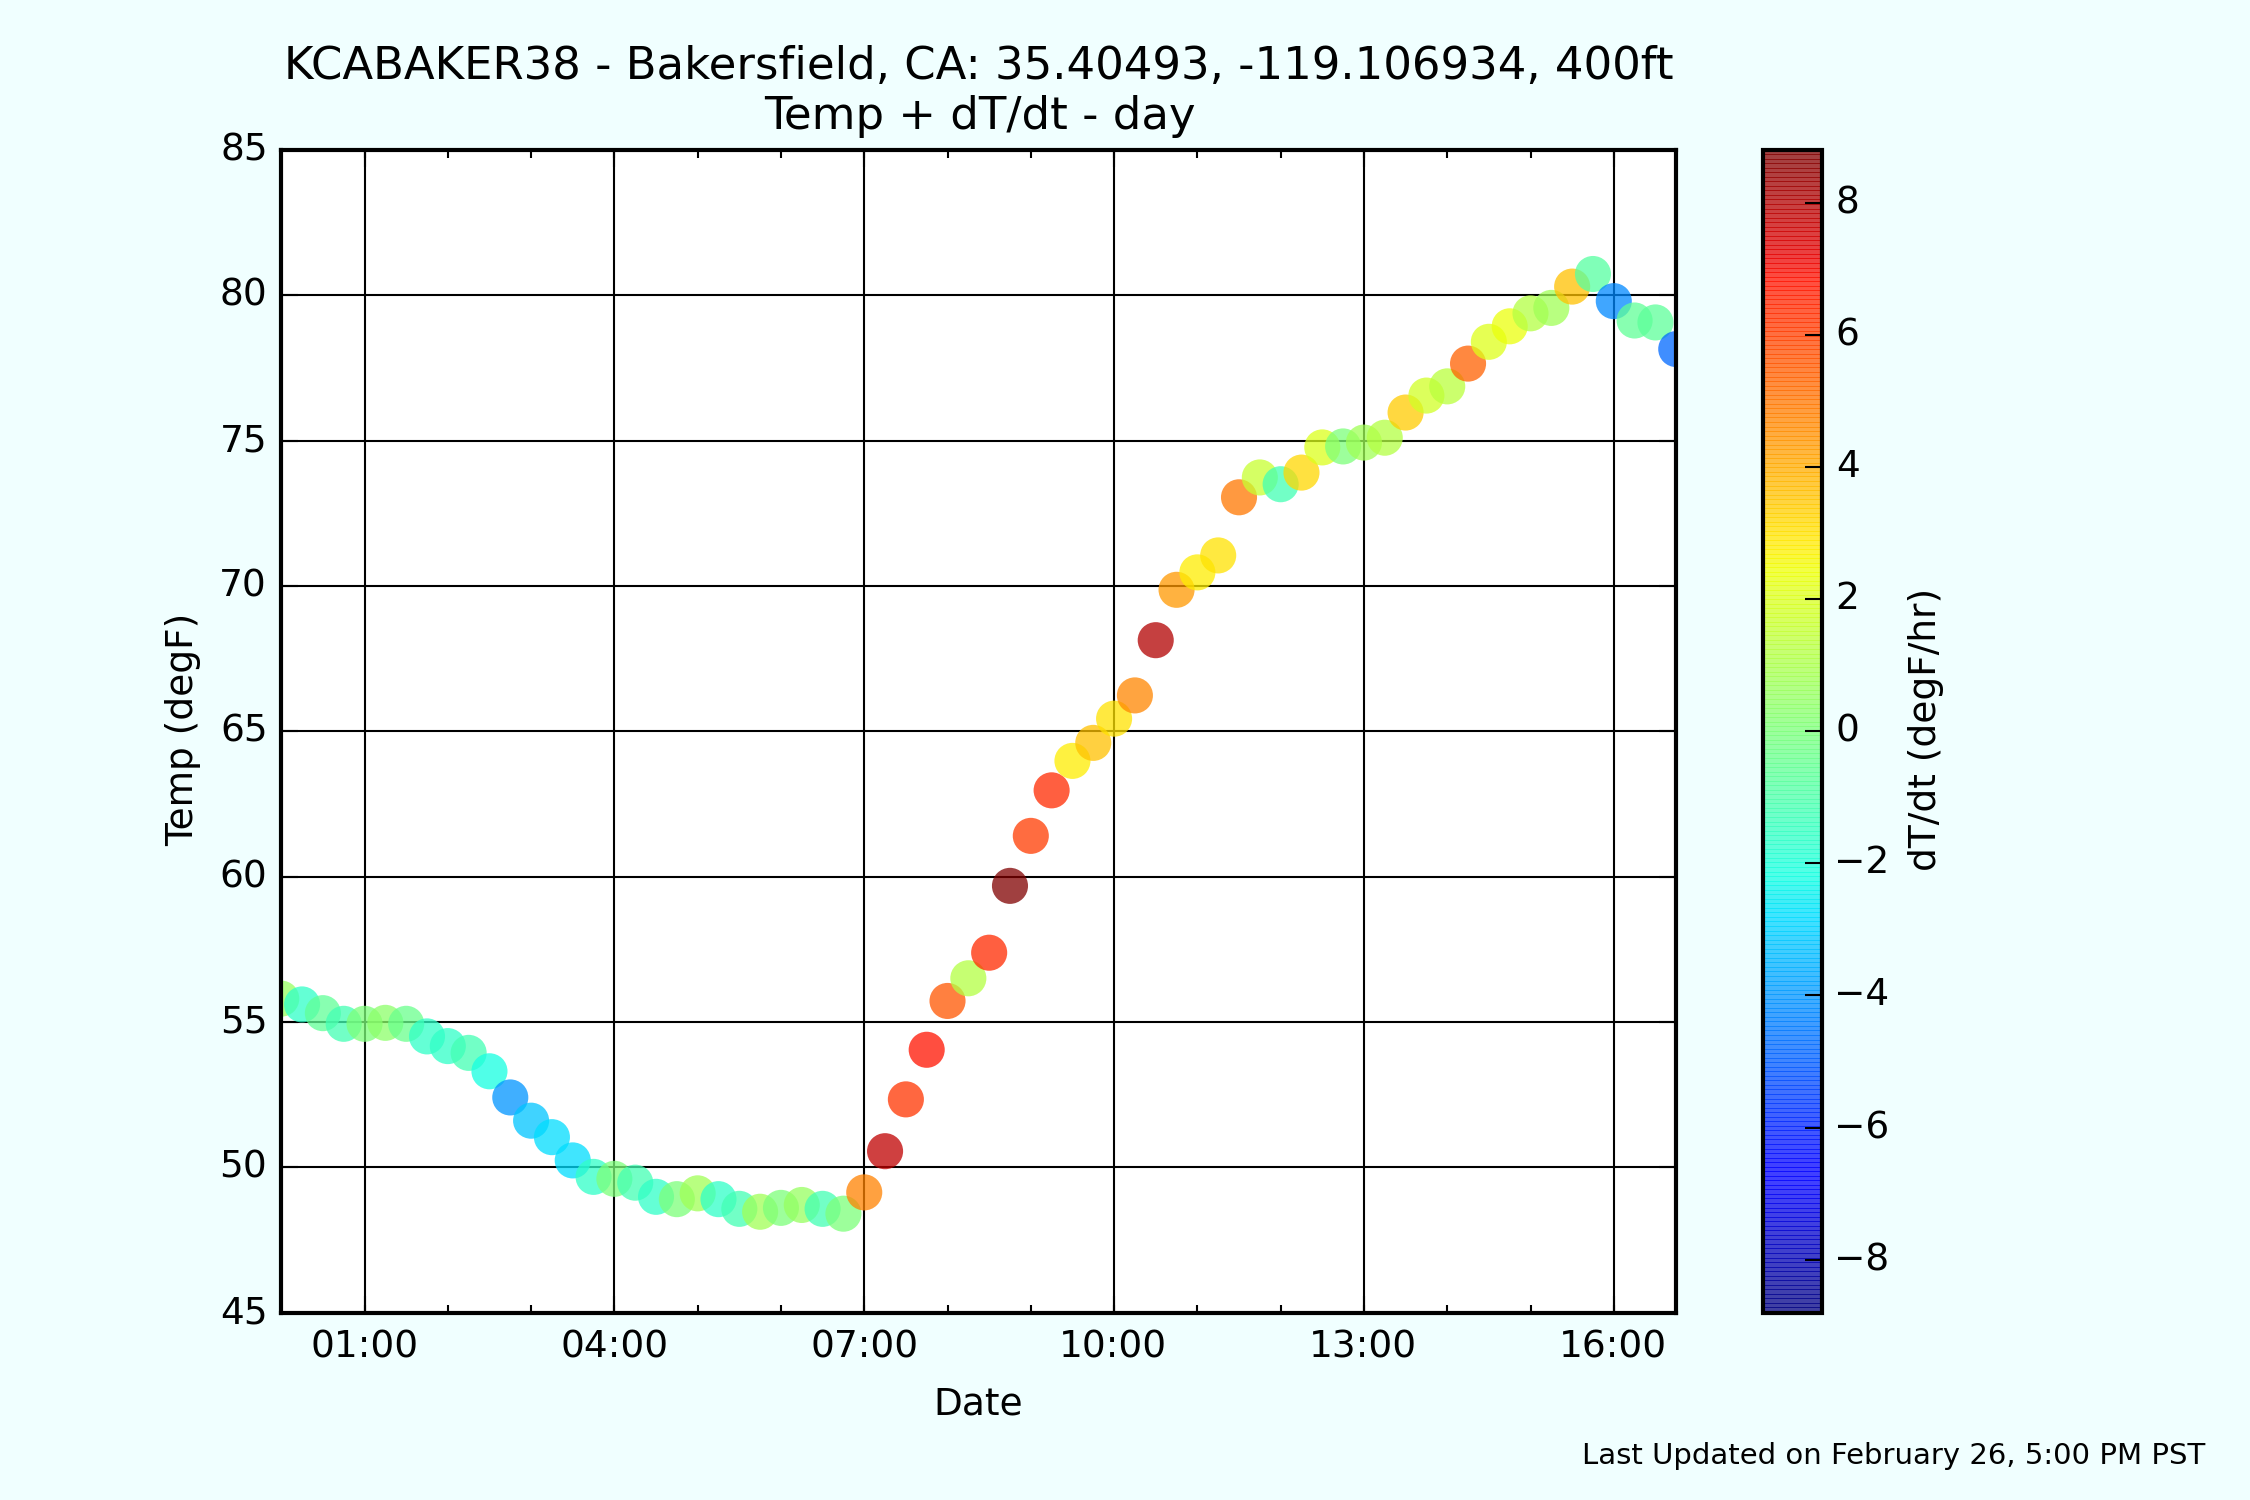 KCABAKER38 - Bakersfield, CA: 35.40493, -119.106934, 400ft
Temp + dT/dt - day
85
80
75
70
65
60
55
50
45
Temp (degF)
01:00 04:00 07:00 10:00 13:00 16:00
Date
8
6
4
2
0
−2
−4
−6
−8
dT/dt (degF/hr)
Last Updated on February 26, 5:00 PM PST